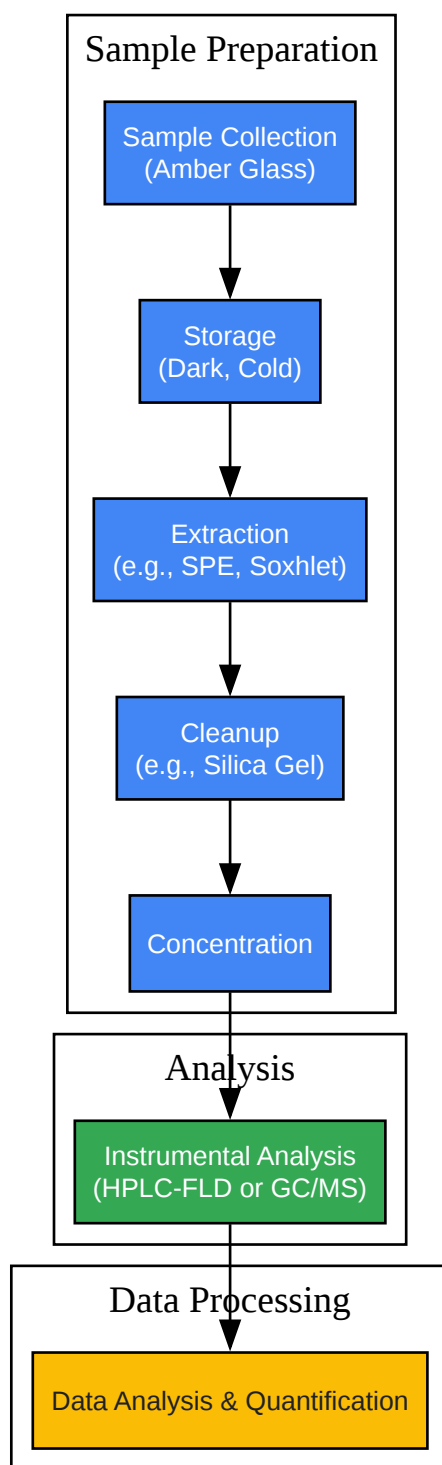 Sample Preparation
Sample Collection
(Amber Glass)
Storage
(Dark, Cold)
Extraction
(e.g., SPE, Soxhlet)
Cleanup
(e.g., Silica Gel)
Concentration
Analysis
Instrumental Analysis
(HPLC-FLD or GC/MS)
Data Processing
Data Analysis & Quantification